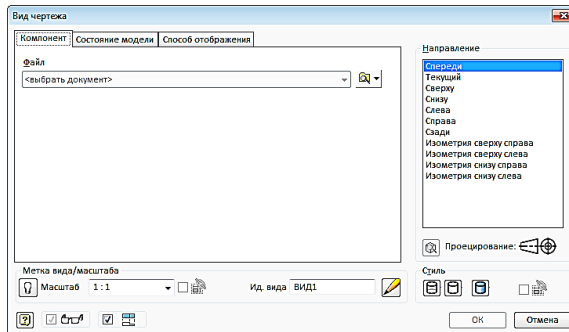 Вид чертежа
Компонент Состояние модели Способ отображения
Файл
<выбрать документ>
Направление
Спереди
Текущий
Сверху
Снизу
Слева
Справа
Сзади
Изометрия сверху справа
Изометрия сверху слева
Изометрия снизу справа
Изометрия снизу слева
Проецирование:
Метка вида/масштаба
Масштаб 1:1 Ид. вида ВИД1
Стиль
ОК Отмена